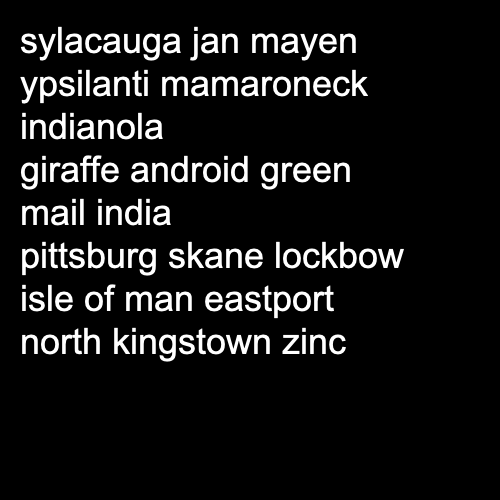 sylacauga jan mayen
ypsilanti mamaroneck
indianola
giraffe android green
mail india
pittsburg skane lockbow
isle of man eastport
north kingstown zinc